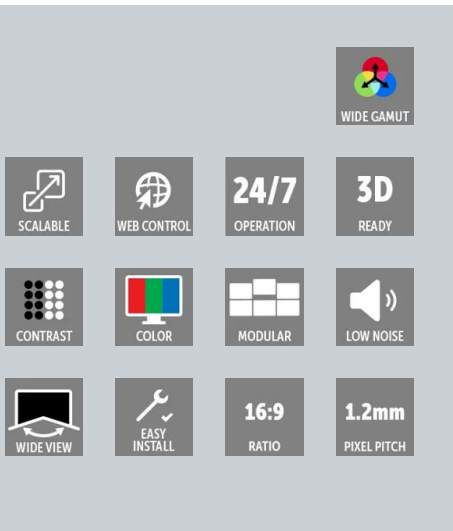 WIDE GAMUT
SCALABLE
WEB CONTROL
24/7
OPERATION
3D
READY
CONTRAST
COLOR
MODULAR
LOW NOISE
WIDE VIEW
EASY
INSTALL
16:9
RATIO
1.2mm
PIXEL PITCH